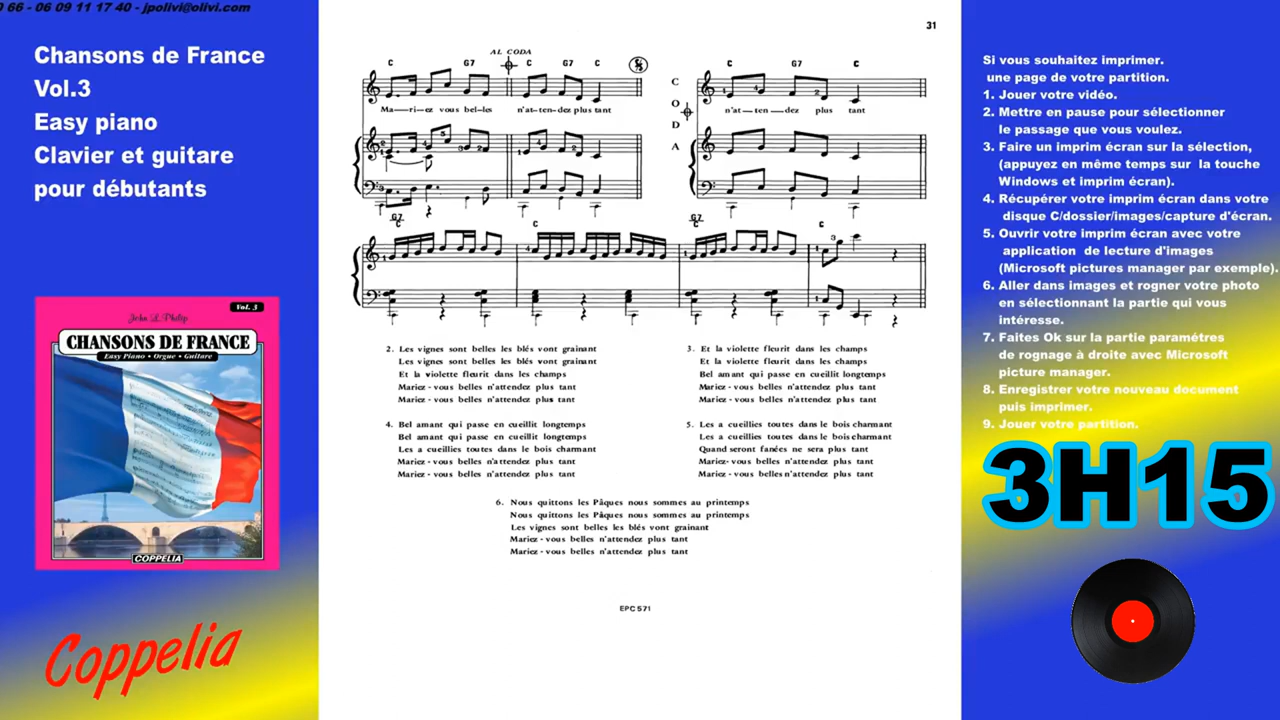 0 66 - 06 09 11 17 40 - jpolivi@olivi.com
Chansons de France
Vol.3
Easy piano
Clavier et guitare
pour débutants
Vol. 3
John L. Philip
CHANSONS DE FRANCE
Easy Piano • Orgue • Guitare
COPPELIA
Coppelia
31
AL CODA
C G7 C G7 C
Ma—ri—ez vous bel—les n'at—ten—dez plus tant
CODA
C G7 C
n'at — ten — dez plus tant
G7
C
C
G7
C
C
2. Les vignes sont belles les blés vont grainant
Les vignes sont belles les blés vont grainant
Et la violette fleurit dans les champs
Mariez - vous belles n'attendez plus tant
Mariez - vous belles n'attendez plus tant
3. Et la violette fleurit dans les champs
Et la violette fleurit dans les champs
Bel amant qui passe en cueillit longtemps
Mariez - vous belles n'attendez plus tant
Mariez - vous belles n'attendez plus tant
4. Bel amant qui passe en cueillit longtemps
Bel amant qui passe en cueillit longtemps
Les a cueillies toutes dans le bois charmant
Mariez - vous belles n'attendez plus tant
Mariez - vous belles n'attendez plus tant
5. Les a cueillies toutes dans le bois charmant
Les a cueillies toutes dans le bois charmant
Quand seront fanées ne sera plus tant
Mariez- vous belles n'attendez plus tant
Mariez - vous belles n'attendez plus tant
6. Nous quittons les Pâques nous sommes au printemps
Nous quittons les Pâques nous sommes au printemps
Les vignes sont belles les blés vont grainant
Mariez - vous belles n'attendez plus tant
Mariez - vous belles n'attendez plus tant
EPC 571
Si vous souhaitez imprimer.
une page de votre partition.
1. Jouer votre vidéo.
2. Mettre en pause pour sélectionner
le passage que vous voulez.
3. Faire un imprim écran sur la sélection,
(appuyez en même temps sur la touche
Windows et imprim écran).
4. Récupérer votre imprim écran dans votre
disque C/dossier/images/capture d'écran.
5. Ouvrir votre imprim écran avec votre
application de lecture d'images
(Microsoft pictures manager par exemple).
6. Aller dans images et rogner votre photo
en sélectionnant la partie qui vous
intéresse.
7. Faites Ok sur la partie paramétres
de rognage à droite avec Microsoft
picture manager.
8. Enregistrer votre nouveau document
puis imprimer.
9. Jouer votre partition.
3H15